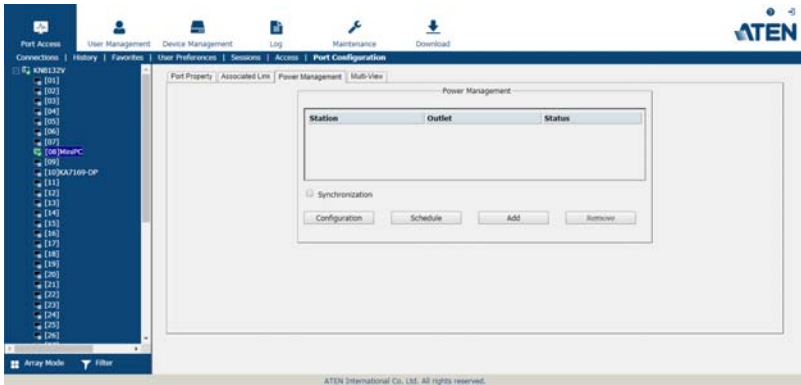 Port Access
User Management
Device Management
Log
Maintenance
Download
ATEN
Connections | History | Favorites | User Preferences | Sessions | Access | Port Configuration
KN8132V
[01]
[02]
[03]
[04]
[05]
[06]
[07]
[08]MiniPC
[09]
[10]KA7169-OP
[11]
[12]
[13]
[14]
[15]
[16]
[17]
[18]
[19]
[20]
[21]
[22]
[23]
[24]
[25]
[26]
Array Mode
Filter
Port Property
Associated Link
Power Management
Multi-View
Power Management
Station
Outlet
Status
Synchronization
Configuration
Schedule
Add
Remove
ATEN International Co. Ltd. All rights reserved.